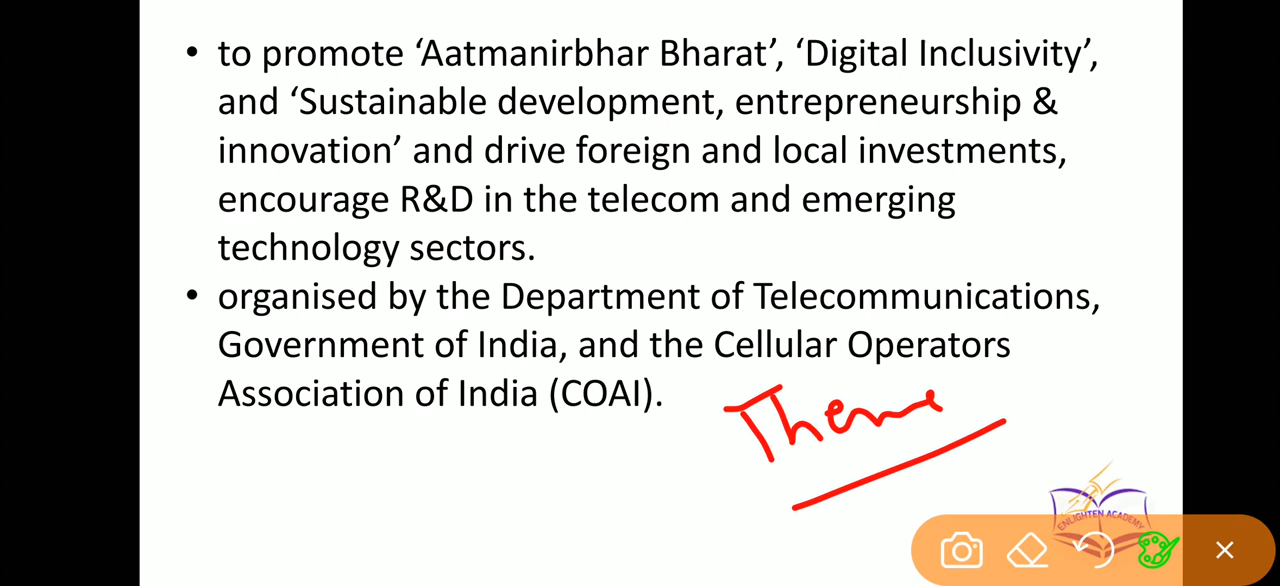 • to promote ‘Aatmanirbhar Bharat’, ‘Digital Inclusivity’,
and ‘Sustainable development, entrepreneurship &
innovation’ and drive foreign and local investments,
encourage R&D in the telecom and emerging
technology sectors.
• organised by the Department of Telecommunications,
Government of India, and the Cellular Operators
Association of India (COAI).
Theme
ENLIGHTEN ACADEMY